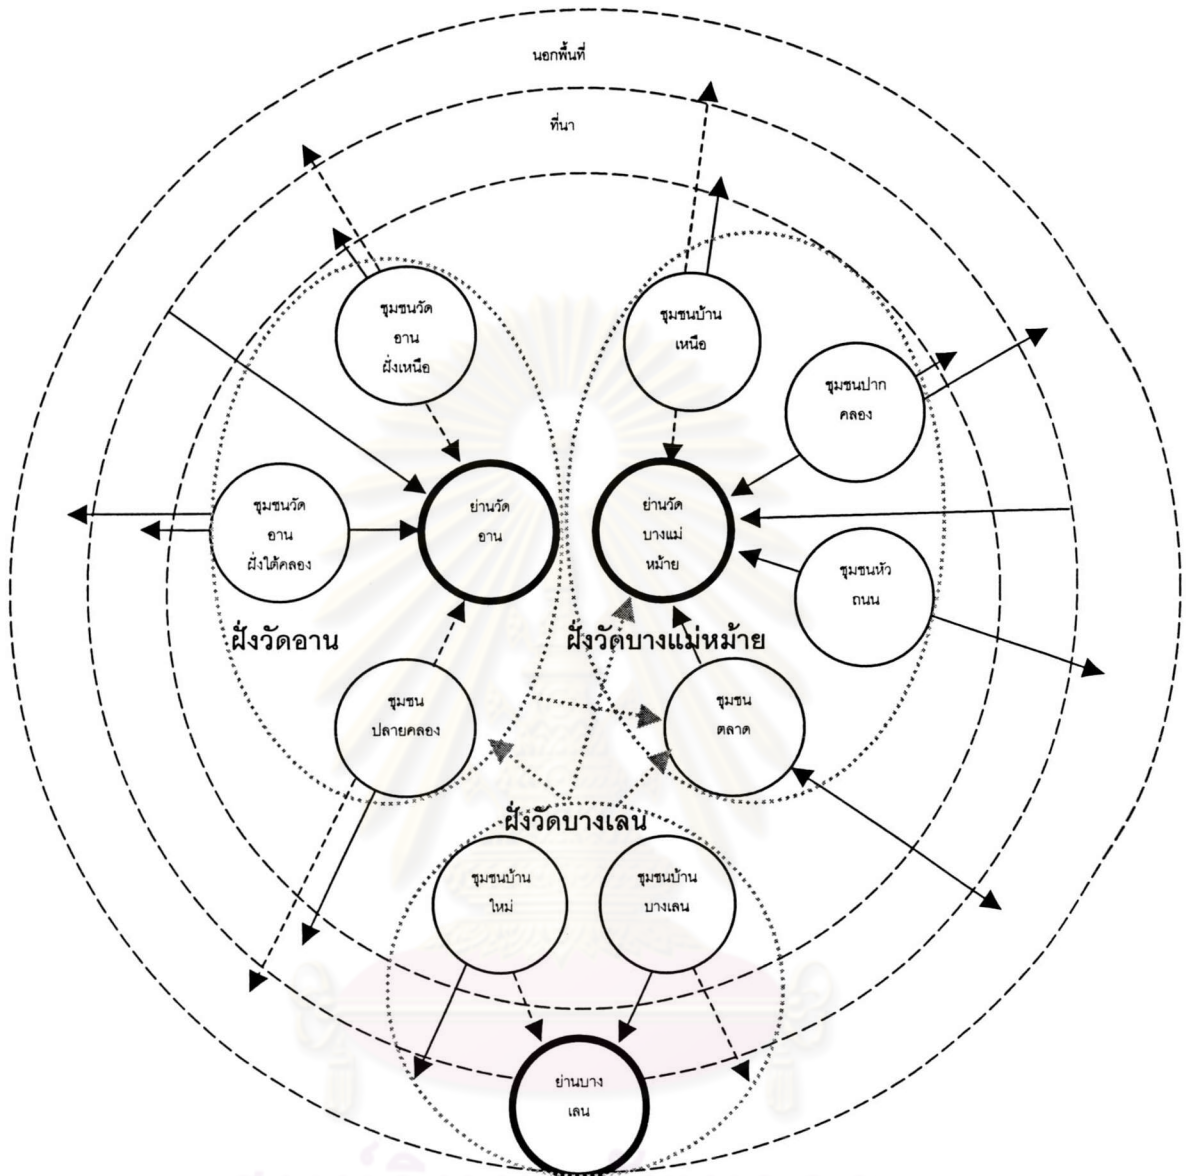 นอกพื้นที่
ที่นา
ชุมชนวัด
อาน
ฝั่งเหนือ
ชุมชนบ้าน
เหนือ
ชุมชนปาก
คลอง
ชุมชนวัด
อาน
ฝั่งใต้คลอง
ย่านวัด
อาน
ย่านวัด
บางแม่
หม้าย
ชุมชนหัว
ถนน
ฝั่งวัดอาน
ฝั่งวัดบางแม่หม้าย
ชุมชน
ปลายคลอง
ชุมชน
ตลาด
ฝั่งวัดบางเลน
ชุมชนบ้าน
ใหม่
ชุมชนบ้าน
บางเลน
ย่านบาง
เลน